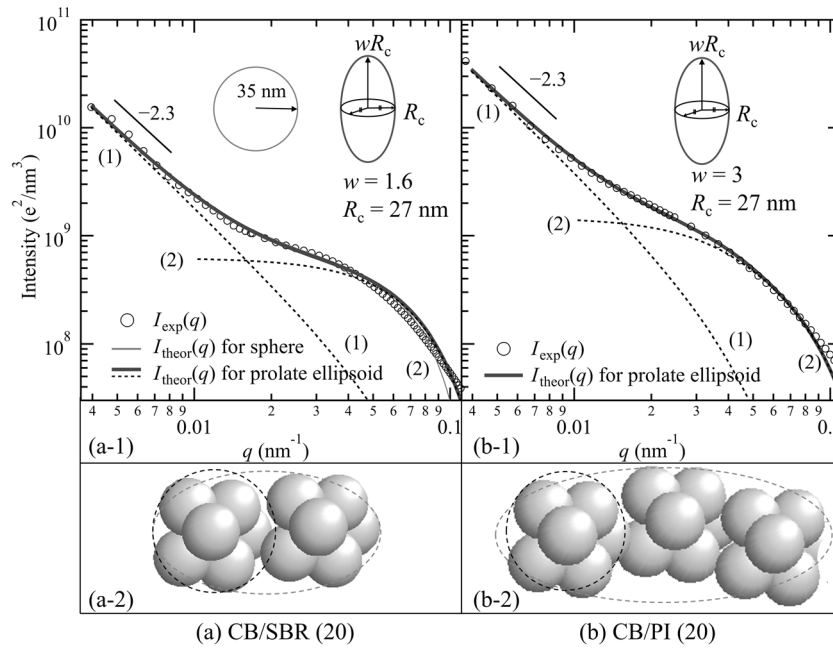 10^11
10^10
10^9
10^8
Intensity (e^2/nm^3)
−2.3
(1)
35 nm
wR_c
R_c
w = 1.6
R_c = 27 nm
(2)
(1)
(2)
I_exp(q)
I_theor(q) for sphere
I_theor(q) for prolate ellipsoid
4 5 6 7 8 9 2 3 4 5 6 7 8 9
0.01 0.1
(a-1) q (nm^-1)
−2.3
(1)
wR_c
R_c
w = 3
R_c = 27 nm
(2)
(1)
(2)
I_exp(q)
I_theor(q) for prolate ellipsoid
4 5 6 7 8 9 2 3 4 5 6 7 8 9
0.01
(b-1) q (nm^-1)
(a-2)
(b-2)
(a) CB/SBR (20)
(b) CB/PI (20)